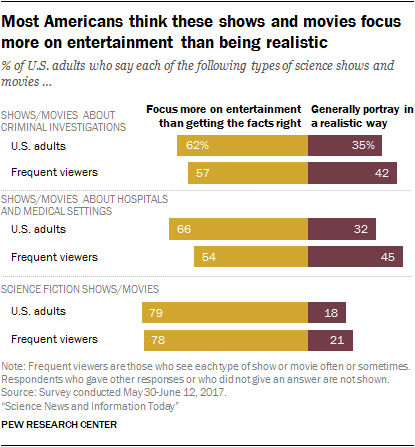 Most Americans think these shows and movies focus
more on entertainment than being realistic
% of U.S. adults who say each of the following types of science shows and
movies ...
Focus more on entertainment
than getting the facts right
Generally portray in
a realistic way
SHOWS/MOVIES ABOUT
CRIMINAL INVESTIGATIONS
U.S. adults 62% 35%
Frequent viewers 57 42
SHOWS/MOVIES ABOUT HOSPITALS
AND MEDICAL SETTINGS
U.S. adults 66 32
Frequent viewers 54 45
SCIENCE FICTION SHOWS/MOVIES
U.S. adults 79 18
Frequent viewers 78 21
Note: Frequent viewers are those who see each type of show or movie often or sometimes.
Respondents who gave other responses or who did not give an answer are not shown.
Source: Survey conducted May 30-June 12, 2017.
“Science News and Information Today”
PEW RESEARCH CENTER